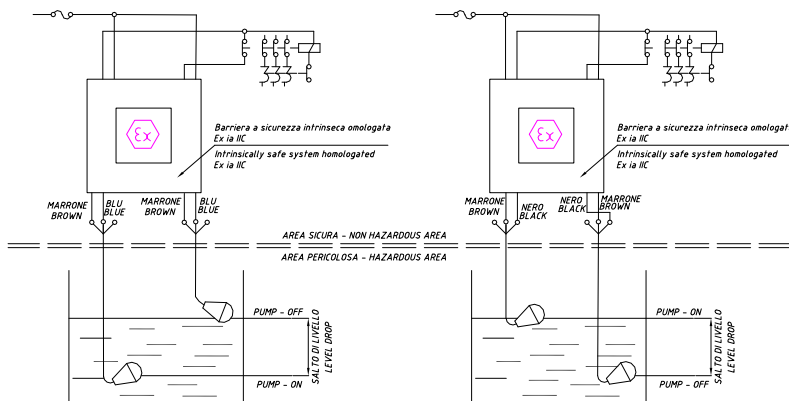 Ex
Barriera a sicurezza intrinseca omologata
Ex ia IIC
Intrinsically safe system homologated
Ex ia IIC
MARRONE
BROWN
BLU
BLUE
MARRONE
BROWN
BLU
BLUE
Ex
Barriera a sicurezza intrinseca omologat
Ex ia IIC
Intrinsically safe system homologated
Ex ia IIC
MARRONE
BROWN
NERO
BLACK
NERO
BLACK
MARRONE
BROWN
AREA SICURA - NON HAZARDOUS AREA
AREA PERICOLOSA - HAZARDOUS AREA
PUMP - OFF
PUMP - ON
SALTO DI LIVELLO
LEVEL DROP
PUMP - ON
PUMP - OFF
SALTO DI LIVELLO
LEVEL DROP